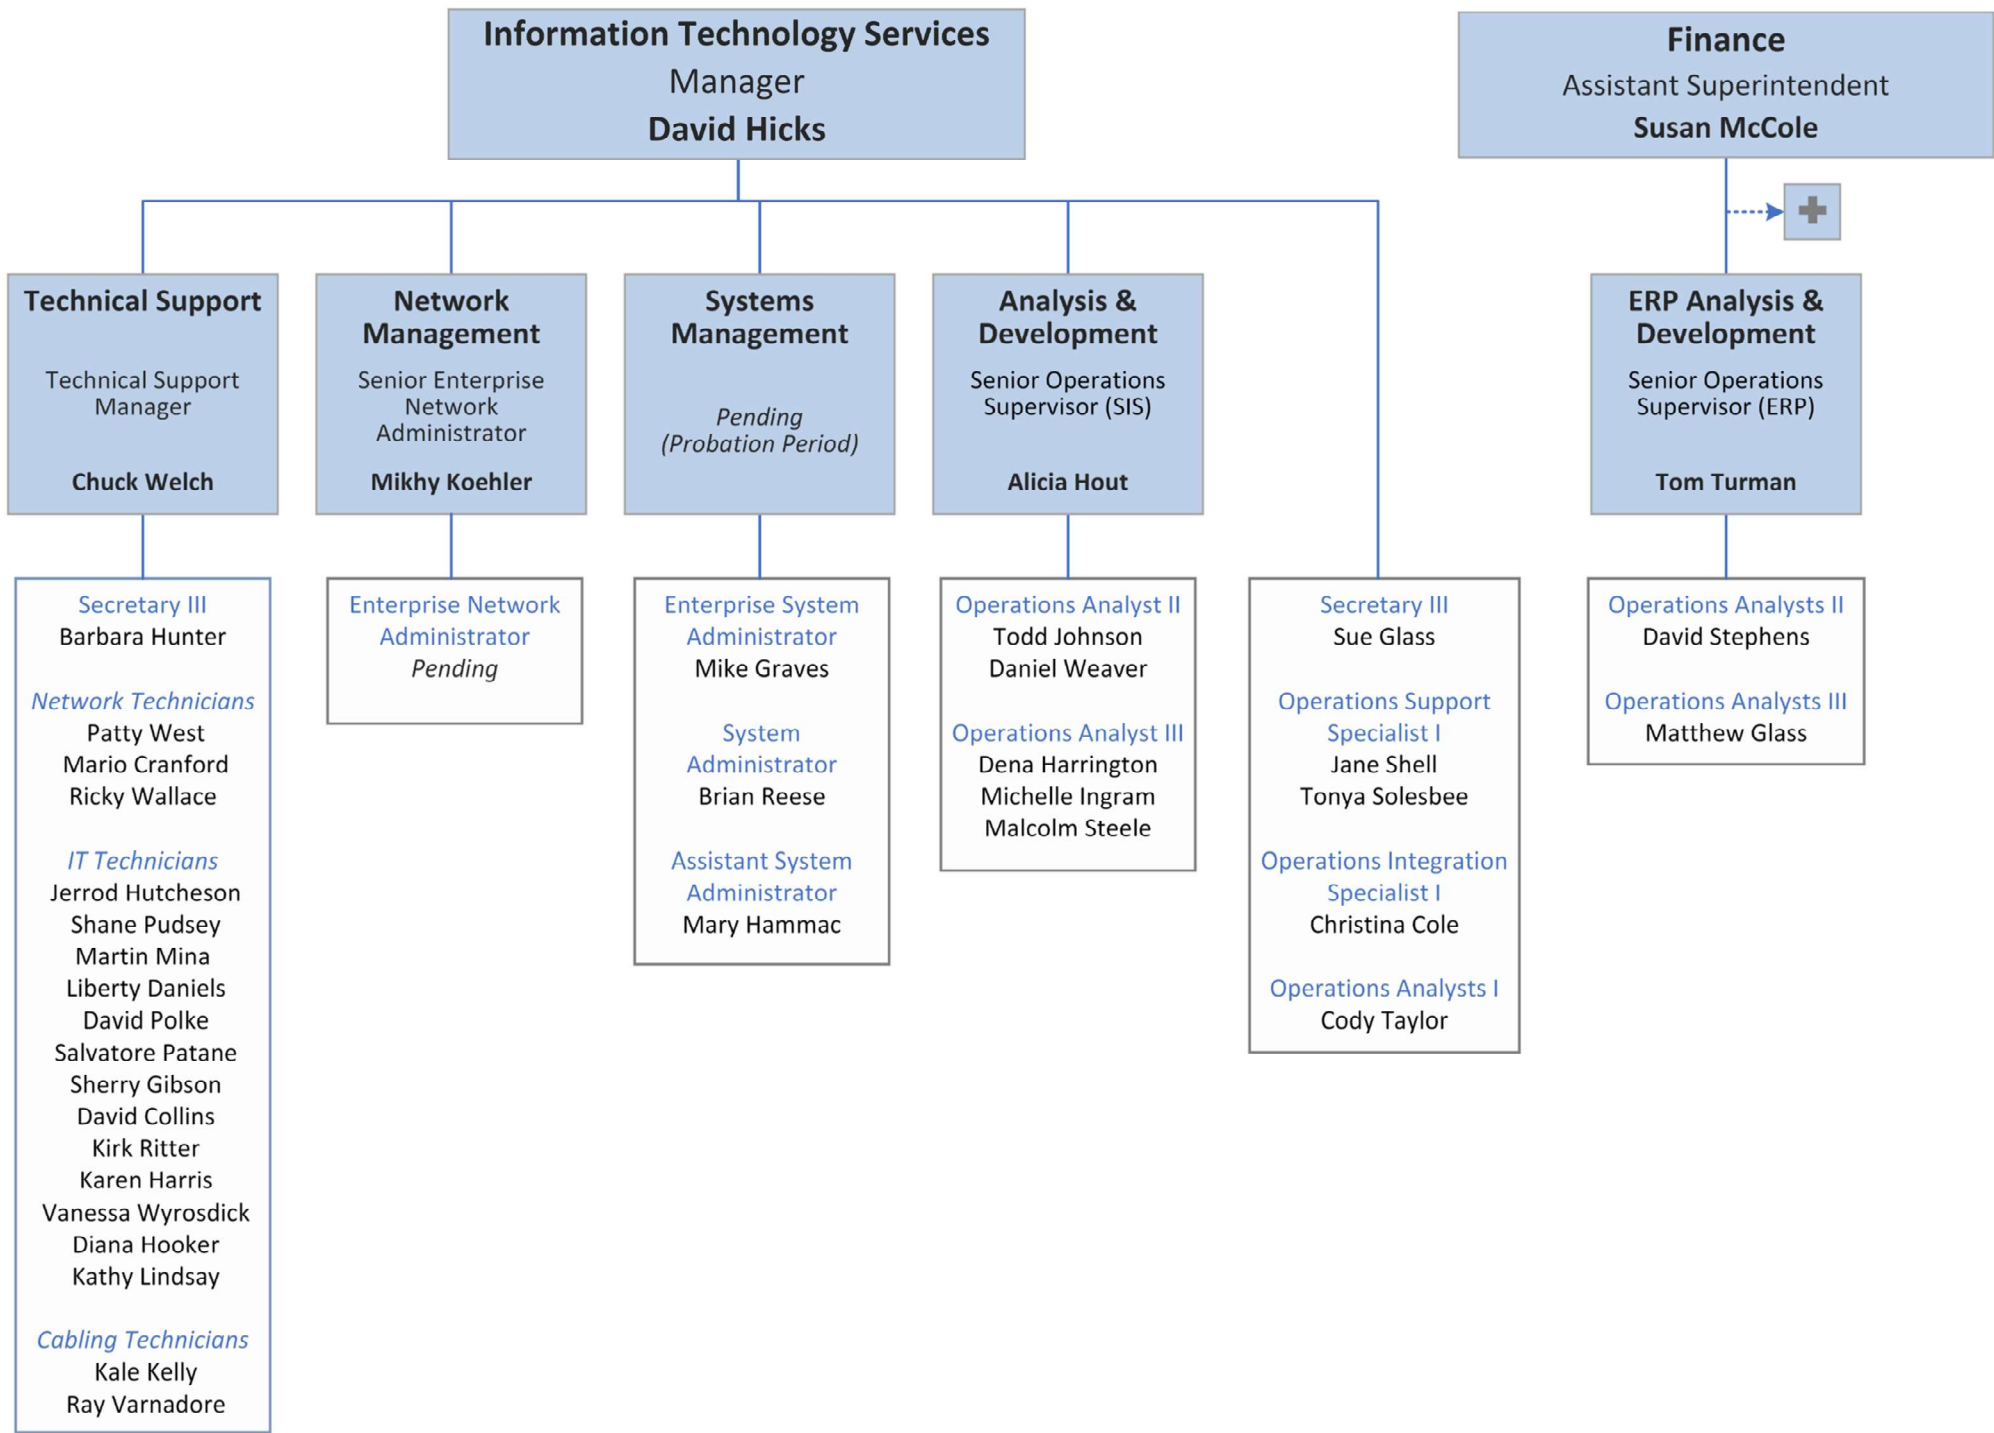 Information Technology Services
Manager
David Hicks
Finance
Assistant Superintendent
Susan McCole
Technical Support
Technical Support
Manager
Chuck Welch
Network
Management
Senior Enterprise
Network
Administrator
Mikhy Koehler
Systems
Management
Pending
(Probation Period)
Analysis &
Development
Senior Operations
Supervisor (SIS)
Alicia Hout
ERP Analysis &
Development
Senior Operations
Supervisor (ERP)
Tom Turman
Secretary III
Barbara Hunter
Network Technicians
Patty West
Mario Cranford
Ricky Wallace
IT Technicians
Jerrod Hutcheson
Shane Pudsey
Martin Mina
Liberty Daniels
David Polke
Salvatore Patane
Sherry Gibson
David Collins
Kirk Ritter
Karen Harris
Vanessa Wyrosdick
Diana Hooker
Kathy Lindsay
Cabling Technicians
Kale Kelly
Ray Varnadore
Enterprise Network
Administrator
Pending
Enterprise System
Administrator
Mike Graves
System
Administrator
Brian Reese
Assistant System
Administrator
Mary Hammac
Operations Analyst II
Todd Johnson
Daniel Weaver
Operations Analyst III
Dena Harrington
Michelle Ingram
Malcolm Steele
Secretary III
Sue Glass
Operations Support
Specialist I
Jane Shell
Tonya Solesbee
Operations Integration
Specialist I
Christina Cole
Operations Analysts I
Cody Taylor
Operations Analysts II
David Stephens
Operations Analysts III
Matthew Glass